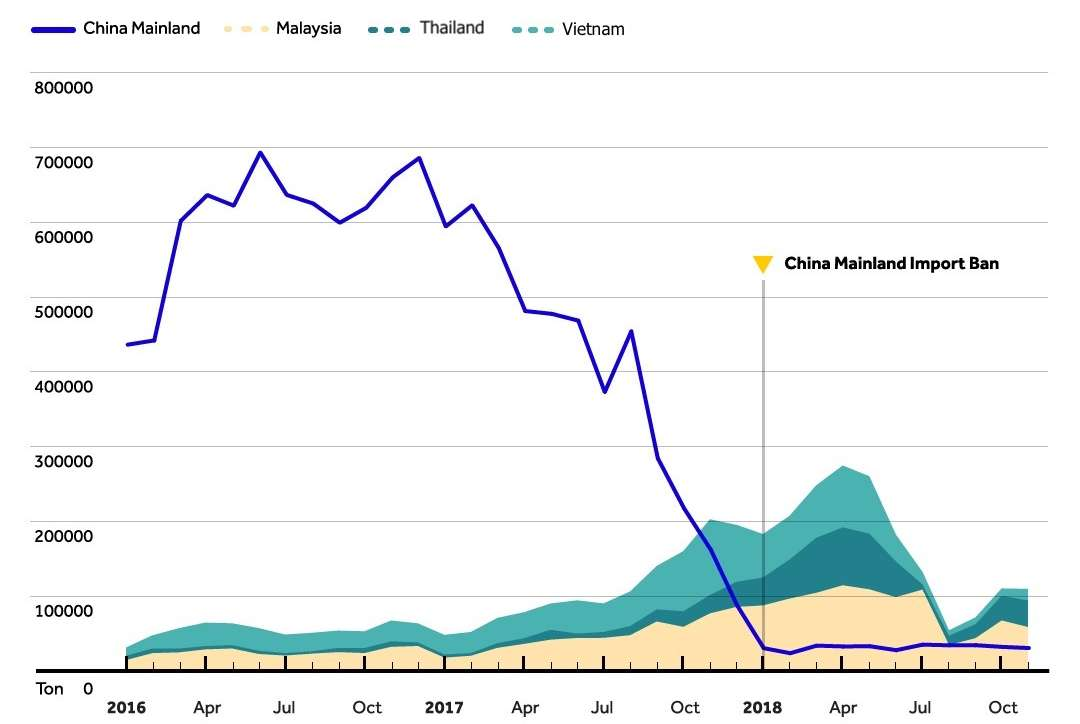 China Mainland Malaysia Thailand Vietnam
800000
700000
600000
China Mainland Import Ban
500000
400000
300000
200000
100000
Ton 0
2016 Apr Jul Oct 2017 Apr Jul Oct 2018 Apr Jul Oct